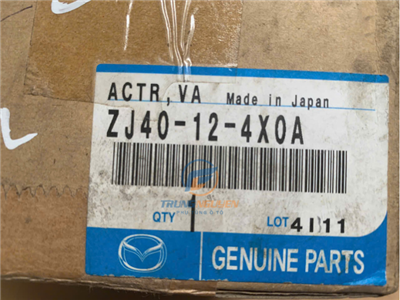 ACTR, VA Made in Japan
ZJ40-12-4X0A
QTY LOT 4I11
GENUINE PARTS